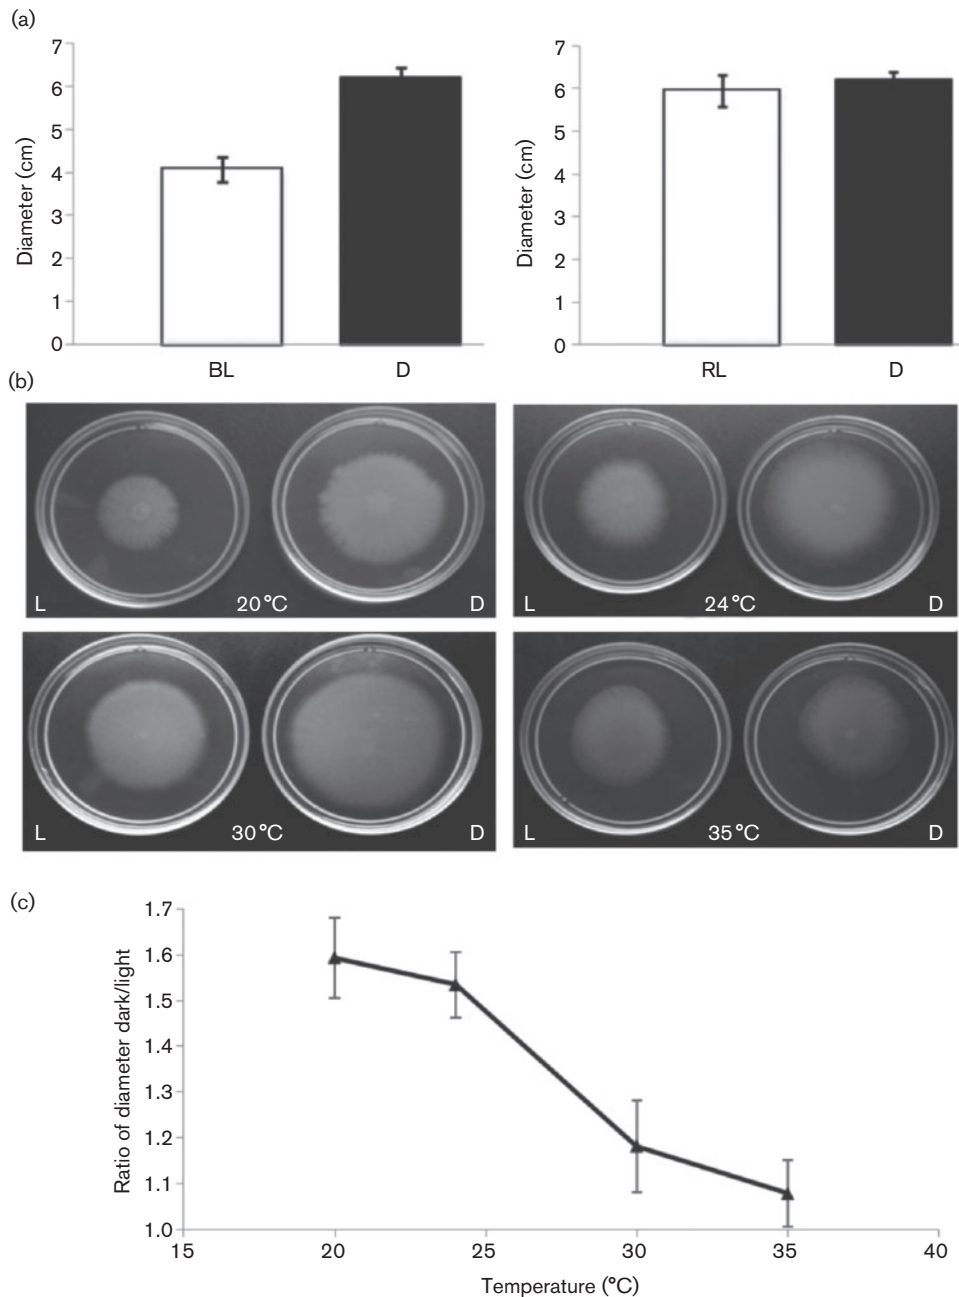 (a)
7
6
5
4
3
2
1
0
Diameter (cm)
BL
D
7
6
5
4
3
2
1
0
Diameter (cm)
RL
D
(b)
L
20 °C
D
L
24 °C
D
L
30 °C
D
L
35 °C
D
(c)
1.7
1.6
1.5
1.4
1.3
1.2
1.1
1.0
Ratio of diameter dark/light
15
20
25
30
35
40
Temperature (°C)